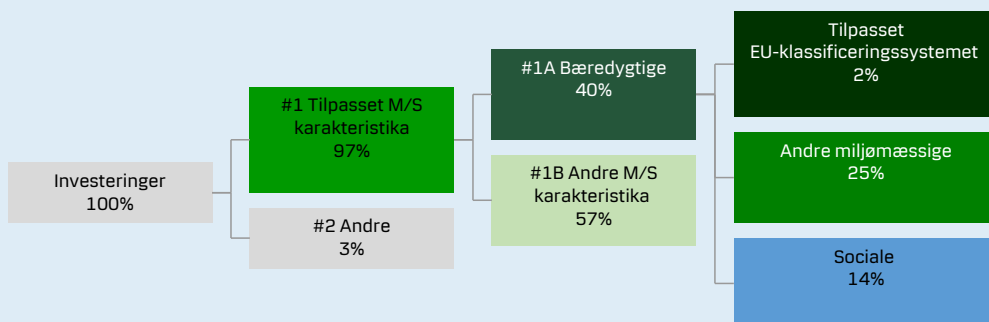 Investeringer
100%
#1 Tilpasset M/S
karakteristika
97%
#2 Andre
3%
#1A Bæredygtige
40%
#1B Andre M/S
karakteristika
57%
Tilpasset
EU-klassificeringssystemet
2%
Andre miljømæssige
25%
Sociale
14%